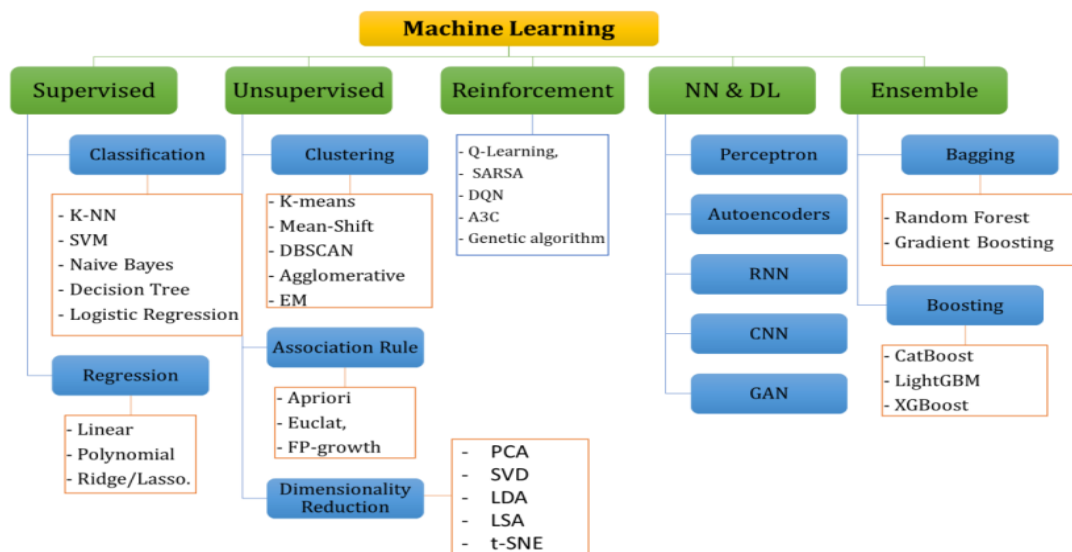 Machine Learning
Supervised
Unsupervised
Reinforcement
NN & DL
Ensemble
Classification
- K-NN
- SVM
- Naive Bayes
- Decision Tree
- Logistic Regression
Regression
- Linear
- Polynomial
- Ridge/Lasso.
Clustering
- K-means
- Mean-Shift
- DBSCAN
- Agglomerative
- EM
Association Rule
- Apriori
- Euclat,
- FP-growth
Dimensionality
Reduction
- PCA
- SVD
- LDA
- LSA
- t-SNE
- Q-Learning,
- SARSA
- DQN
- A3C
- Genetic algorithm
Perceptron
Autoencoders
RNN
CNN
GAN
Bagging
- Random Forest
- Gradient Boosting
Boosting
- CatBoost
- LightGBM
- XGBoost